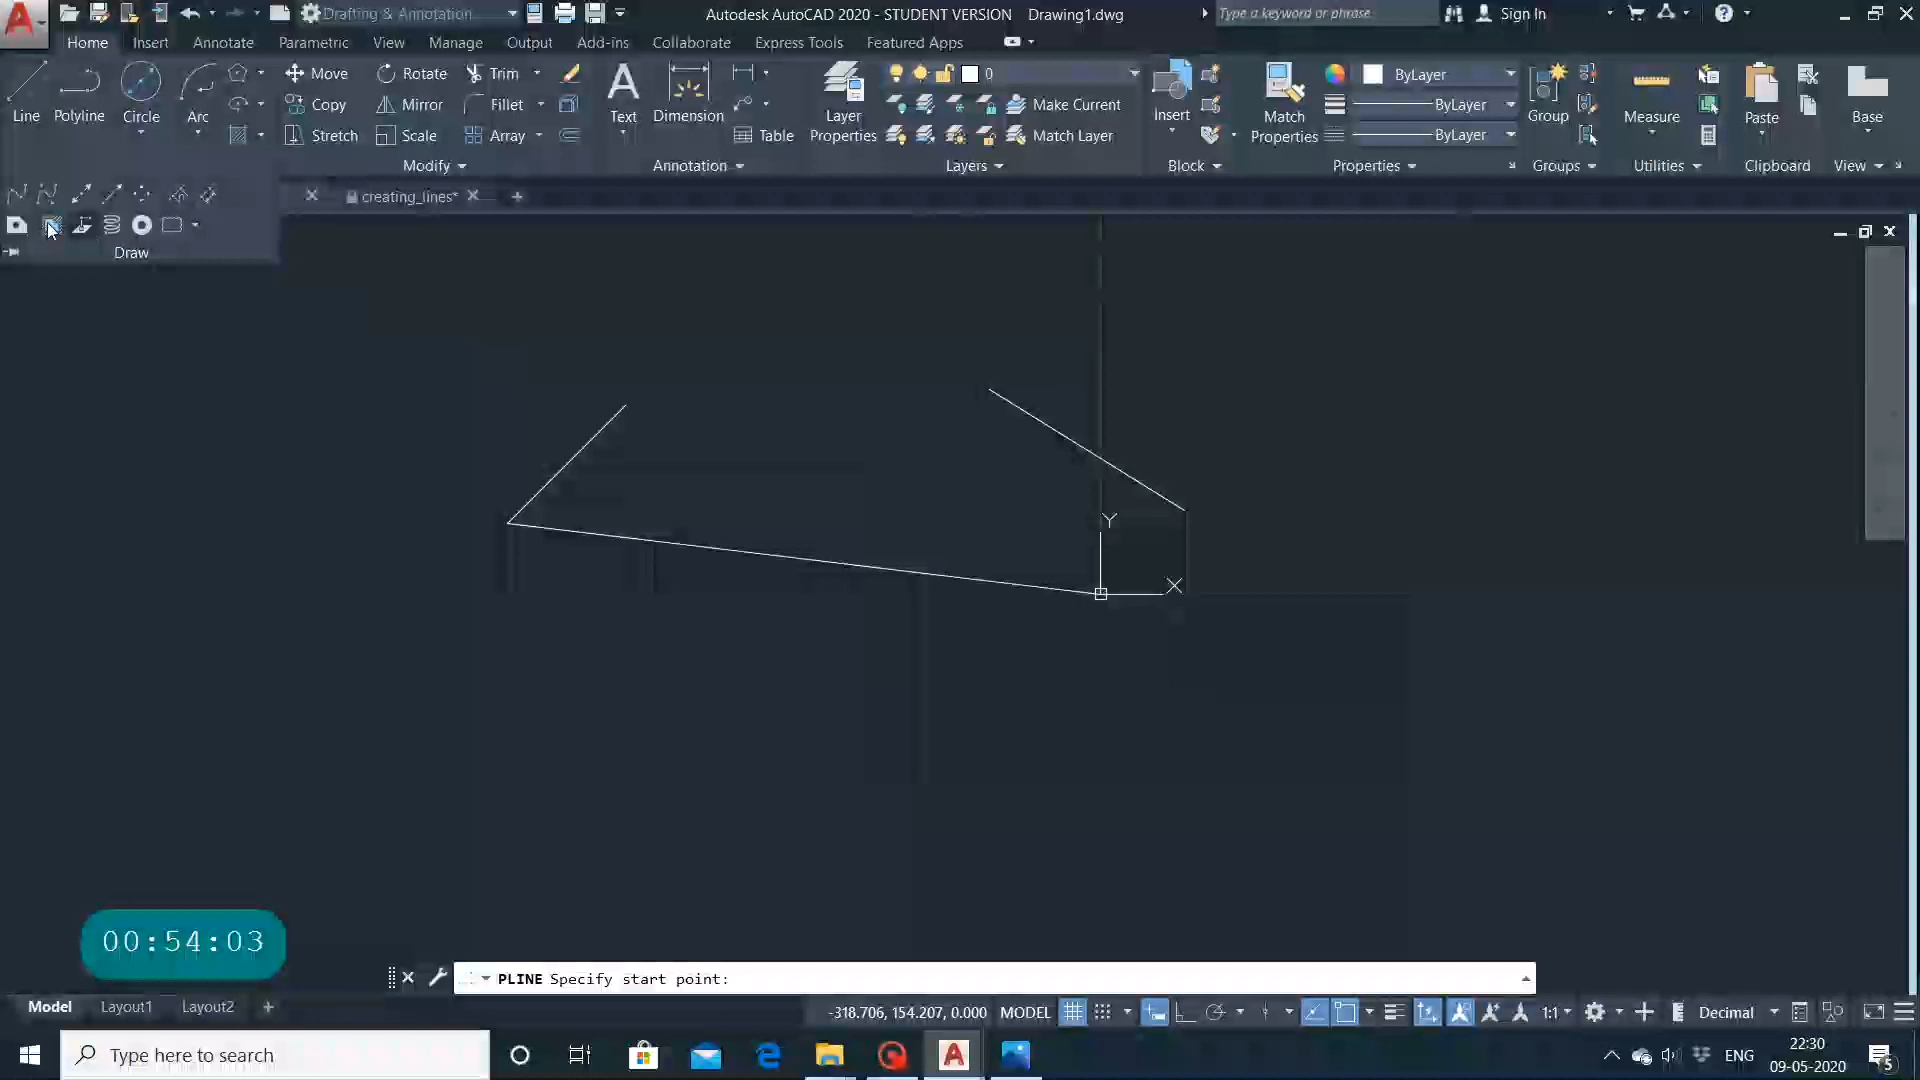 Drafting & Annotation
Autodesk AutoCAD 2020 - STUDENT VERSION Drawing1.dwg
Type a keyword or phrase
Sign In
Home Insert Annotate Parametric View Manage Output Add-ins Collaborate Express Tools Featured Apps
Line Polyline Circle Arc
Move Rotate Trim
Copy Mirror Fillet
Stretch Scale Array
Text Dimension Table
Layer Properties
0
Make Current
Match Layer
Insert
Match Properties
ByLayer
ByLayer
ByLayer
Group
Measure
Paste
Base
Modify Annotation Layers Block Properties Groups Utilities Clipboard View
creating_lines*
Draw
Y
X
00:54:03
PLINE Specify start point:
Model Layout1 Layout2
-318.706, 154.207, 0.000 MODEL
1:1
Decimal
Type here to search
ENG
22:30
09-05-2020
5